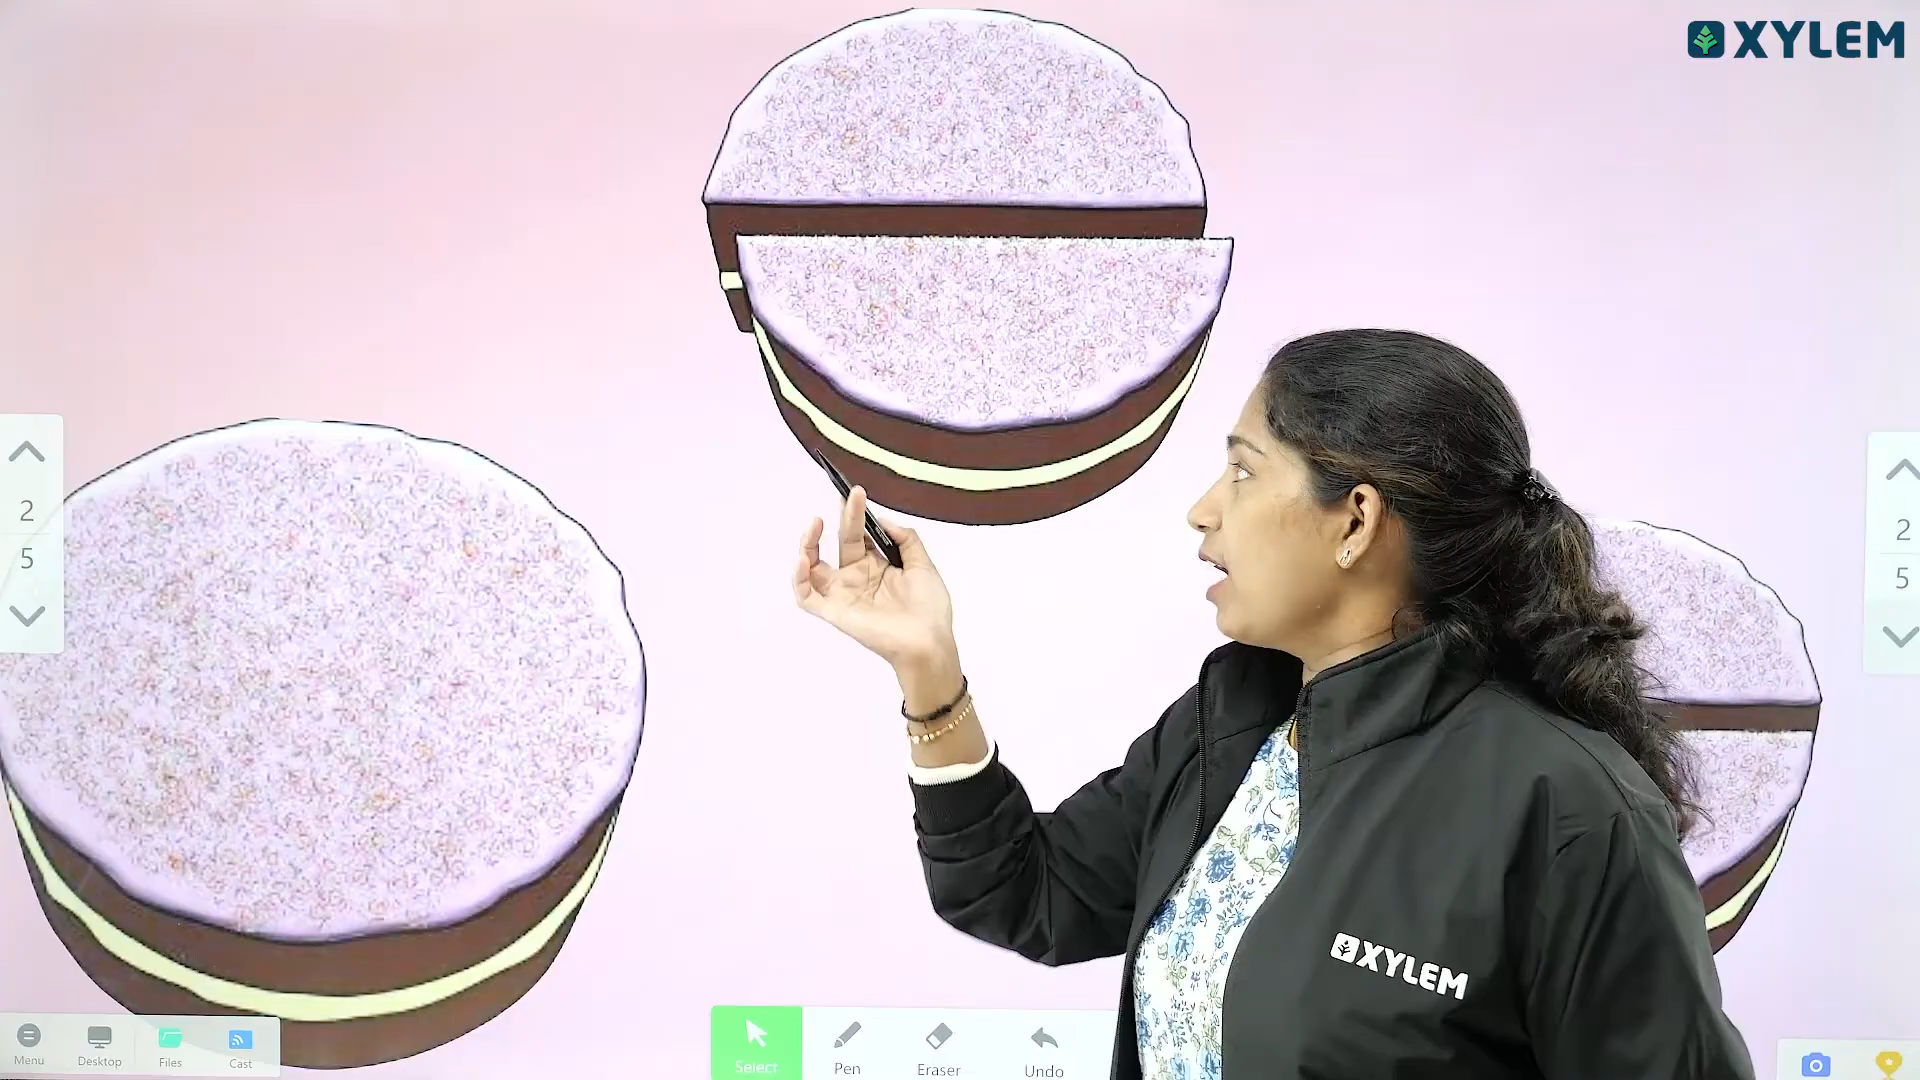 XYLEM
2
5
2
5
XYLEM
Menu
Desktop
Files
Cast
Select
Pen
Eraser
Undo